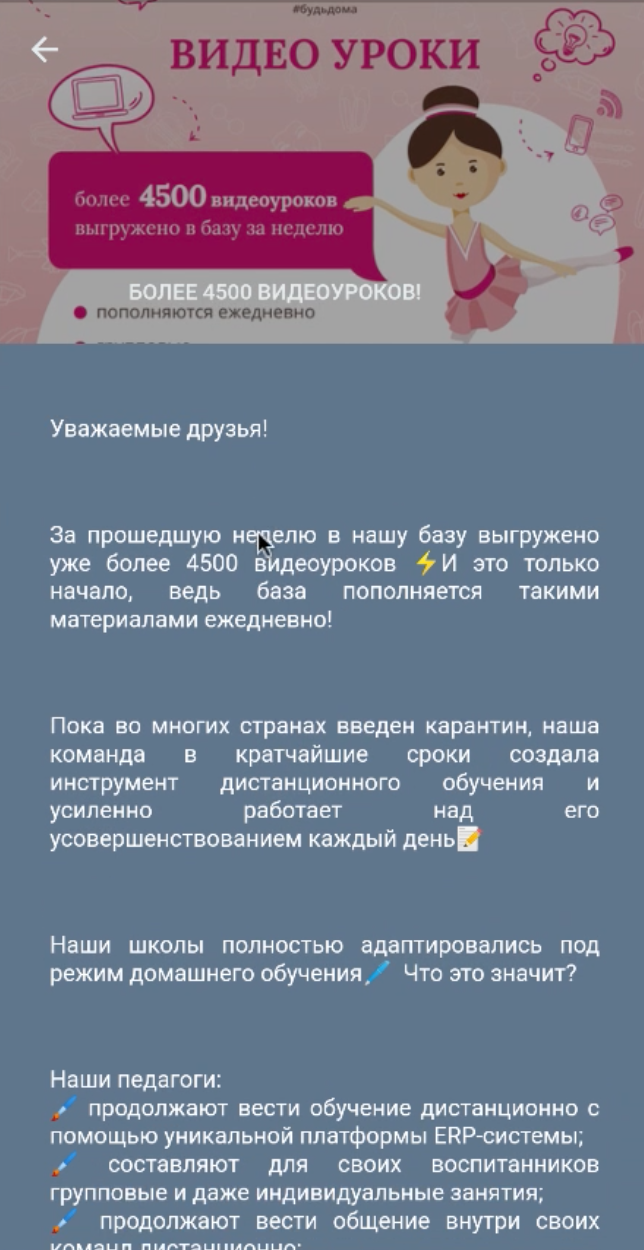 #будьдома
ВИДЕО УРОКИ
более 4500 видеоуроков
выгружено в базу за неделю
БОЛЕЕ 4500 ВИДЕОУРОКОВ!
пополняются ежедневно
Уважаемые друзья!
За прошедшую неделю в нашу базу выгружено
уже более 4500 видеоуроков ⚡И это только
начало, ведь база пополняется такими
материалами ежедневно!
Пока во многих странах введен карантин, наша
команда в кратчайшие сроки создала
инструмент дистанционного обучения и
усиленно работает над его
усовершенствованием каждый день📝
Наши школы полностью адаптировались под
режим домашнего обучения🖊 Что это значит?
Наши педагоги:
🖌 продолжают вести обучение дистанционно с
помощью уникальной платформы ERP-системы;
🖌 составляют для своих воспитанников
групповые и даже индивидуальные занятия;
🖌 продолжают вести общение внутри своих
команд дистанционно;